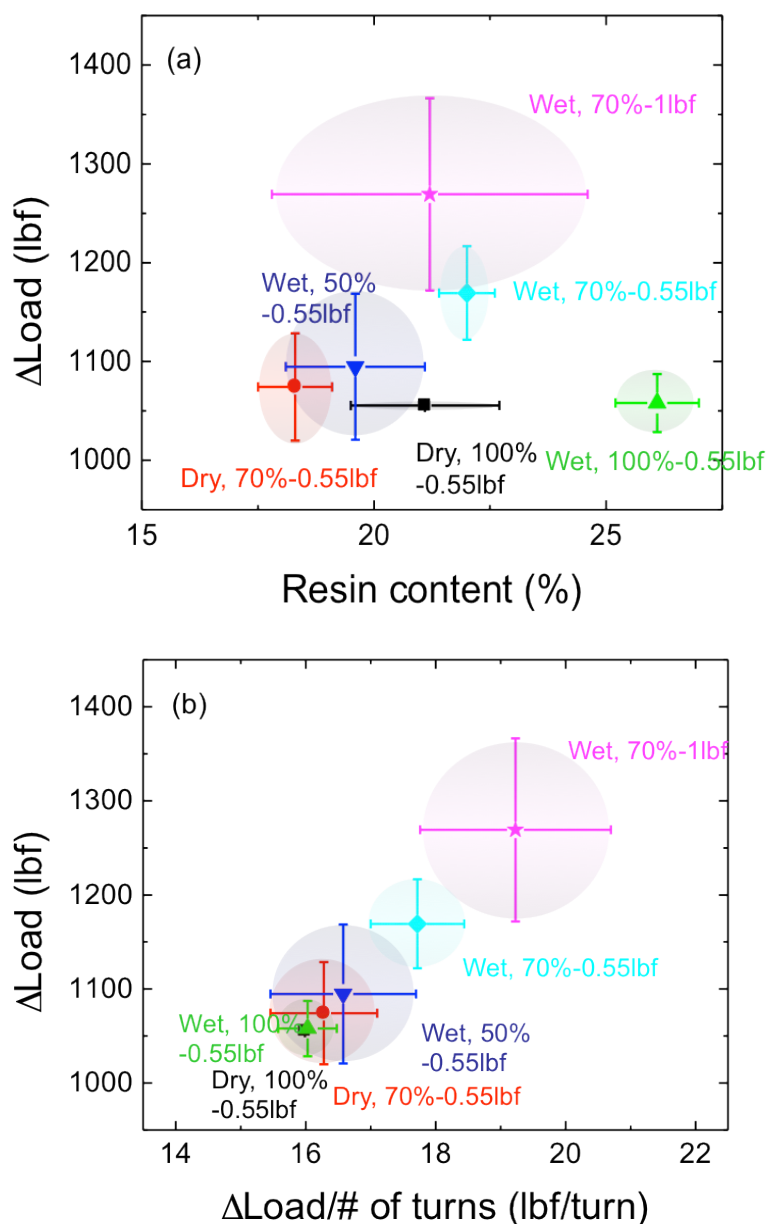 (a)
1400
1300
1200
1100
1000
ΔLoad (lbf)
Wet, 70%-1lbf
Wet, 50%
-0.55lbf
Wet, 70%-0.55lbf
Dry, 70%-0.55lbf
Dry, 100%
-0.55lbf
Wet, 100%-0.55lbf
15
20
25
Resin content (%)
(b)
1400
1300
1200
1100
1000
ΔLoad (lbf)
Wet, 70%-1lbf
Wet, 70%-0.55lbf
Wet, 100%
-0.55lbf
Wet, 50%
-0.55lbf
Dry, 100%
-0.55lbf
Dry, 70%-0.55lbf
14
16
18
20
22
ΔLoad/# of turns (lbf/turn)